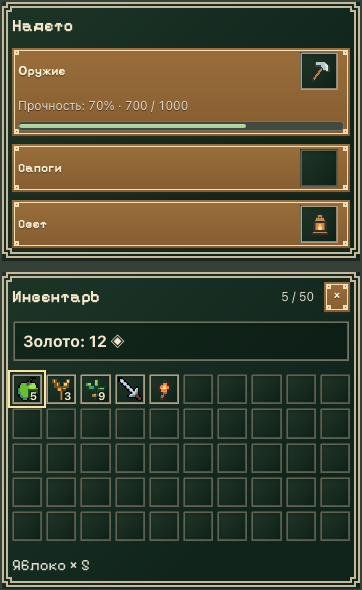 Надето
Оружие
Прочность: 70% · 700 / 1000
Сапоги
Свет
Инвентарь
5 / 50
×
Золото: 12 ◈
5
3
9
Яблоко × 5